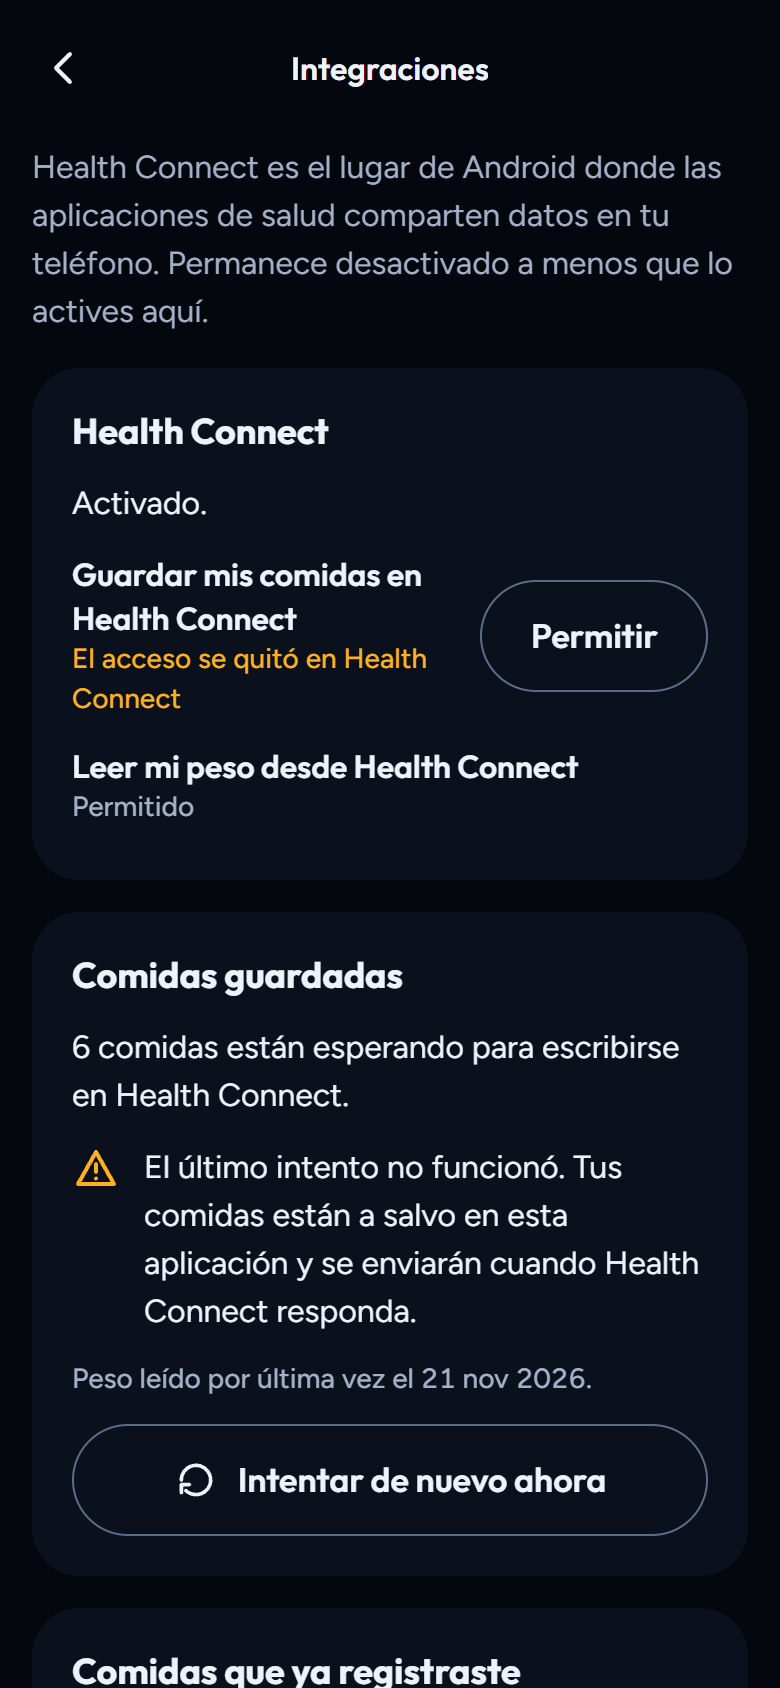 Integraciones
Health Connect es el lugar de Android donde las
aplicaciones de salud comparten datos en tu
teléfono. Permanece desactivado a menos que lo
actives aquí.
Health Connect
Activado.
Guardar mis comidas en
Health Connect
El acceso se quitó en Health
Connect
Permitir
Leer mi peso desde Health Connect
Permitido
Comidas guardadas
6 comidas están esperando para escribirse
en Health Connect.
El último intento no funcionó. Tus
comidas están a salvo en esta
aplicación y se enviarán cuando Health
Connect responda.
Peso leído por última vez el 21 nov 2026.
Intentar de nuevo ahora
Comidas que ya registraste